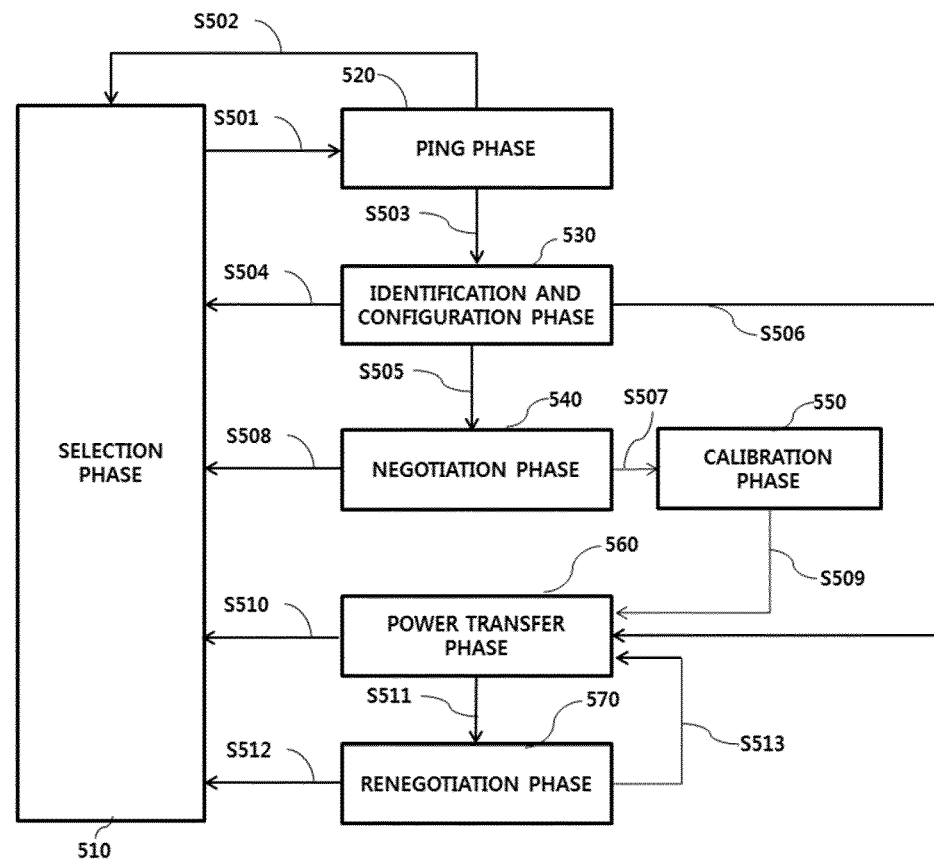 S502
520
S501
PING PHASE
S503
530
S504
IDENTIFICATION AND
CONFIGURATION PHASE
S506
S505
540
S507
550
S508
SELECTION
PHASE
NEGOTIATION PHASE
CALIBRATION
PHASE
560
S509
S510
POWER TRANSFER
PHASE
S511
570
S512
S513
RENEGOTIATION PHASE
510